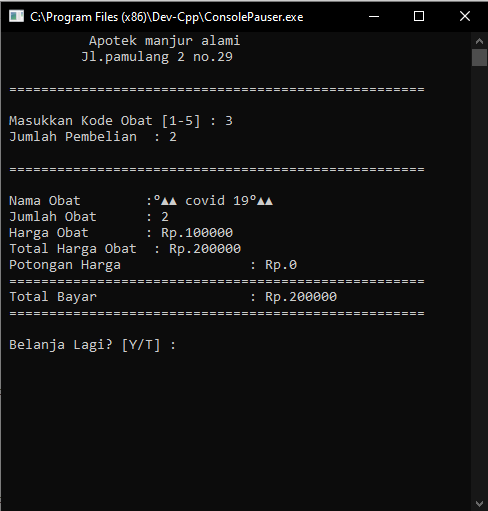 C:\Program Files (x86)\Dev-Cpp\ConsolePauser.exe
Apotek manjur alami
Jl.pamulang 2 no.29
====================================================
Masukkan Kode Obat [1-5] : 3
Jumlah Pembelian : 2
====================================================
Nama Obat :º▲▲ covid 19º▲▲
Jumlah Obat : 2
Harga Obat : Rp.100000
Total Harga Obat : Rp.200000
Potongan Harga : Rp.0
====================================================
Total Bayar : Rp.200000
====================================================
Belanja Lagi? [Y/T] :